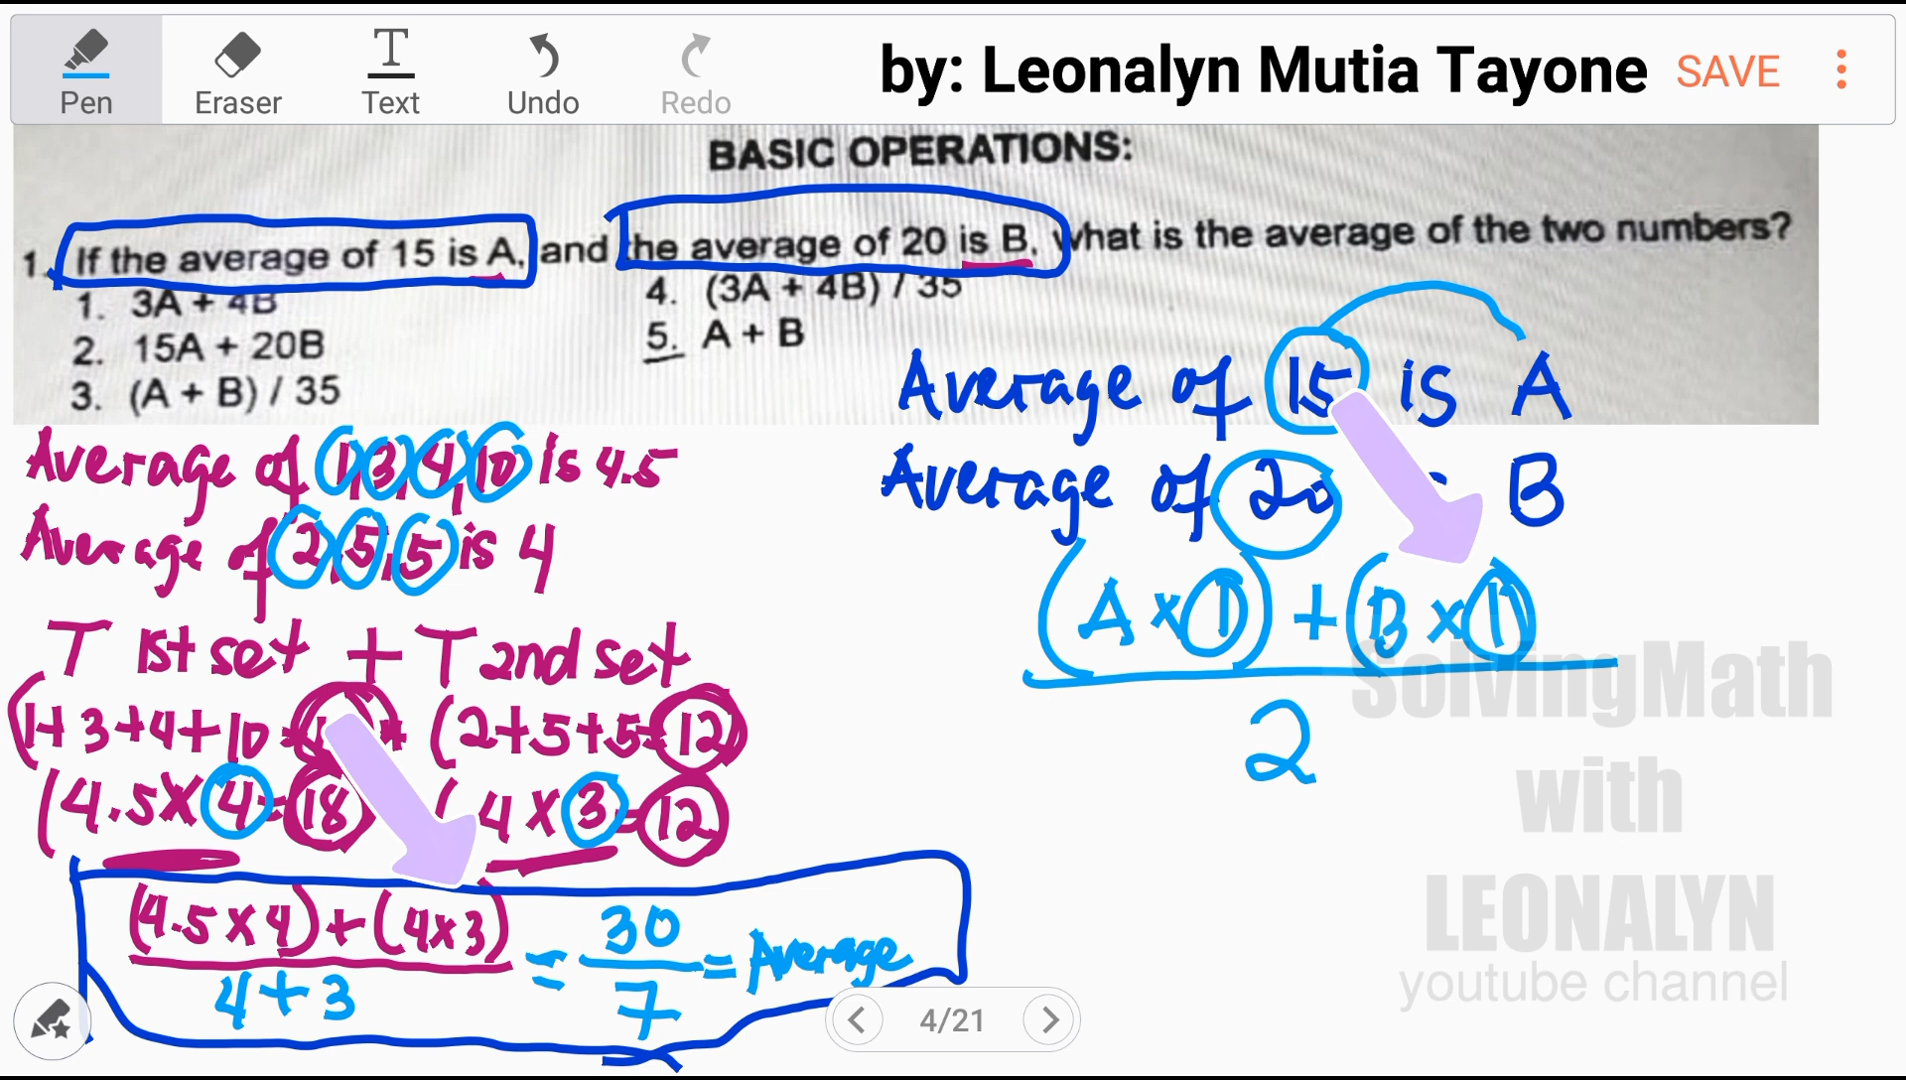 Pen Eraser Text Undo Redo by: Leonalyn Mutia Tayone SAVE
BASIC OPERATIONS:
1. If the average of 15 is A, and the average of 20 is B, what is the average of the two numbers?
1. 3A + 4B
2. 15A + 20B
3. (A + B) / 35
4. (3A + 4B) / 35
5. A + B
Average of 15 is A
Average of 20 B
(A × 1) + (B × 1)
2
Average of 1, 3, 4, 10 is 4.5
Average of 2, 5, 5 is 4
T 1st set + T 2nd set
(1+3+4+10 = + (2+5+5=12
(4.5×4=18 (4×3=12
(4.5×4)+(4×3)
4+3
= 30
7
= Average
SolvingMath
with
LEONALYN
youtube channel
4/21